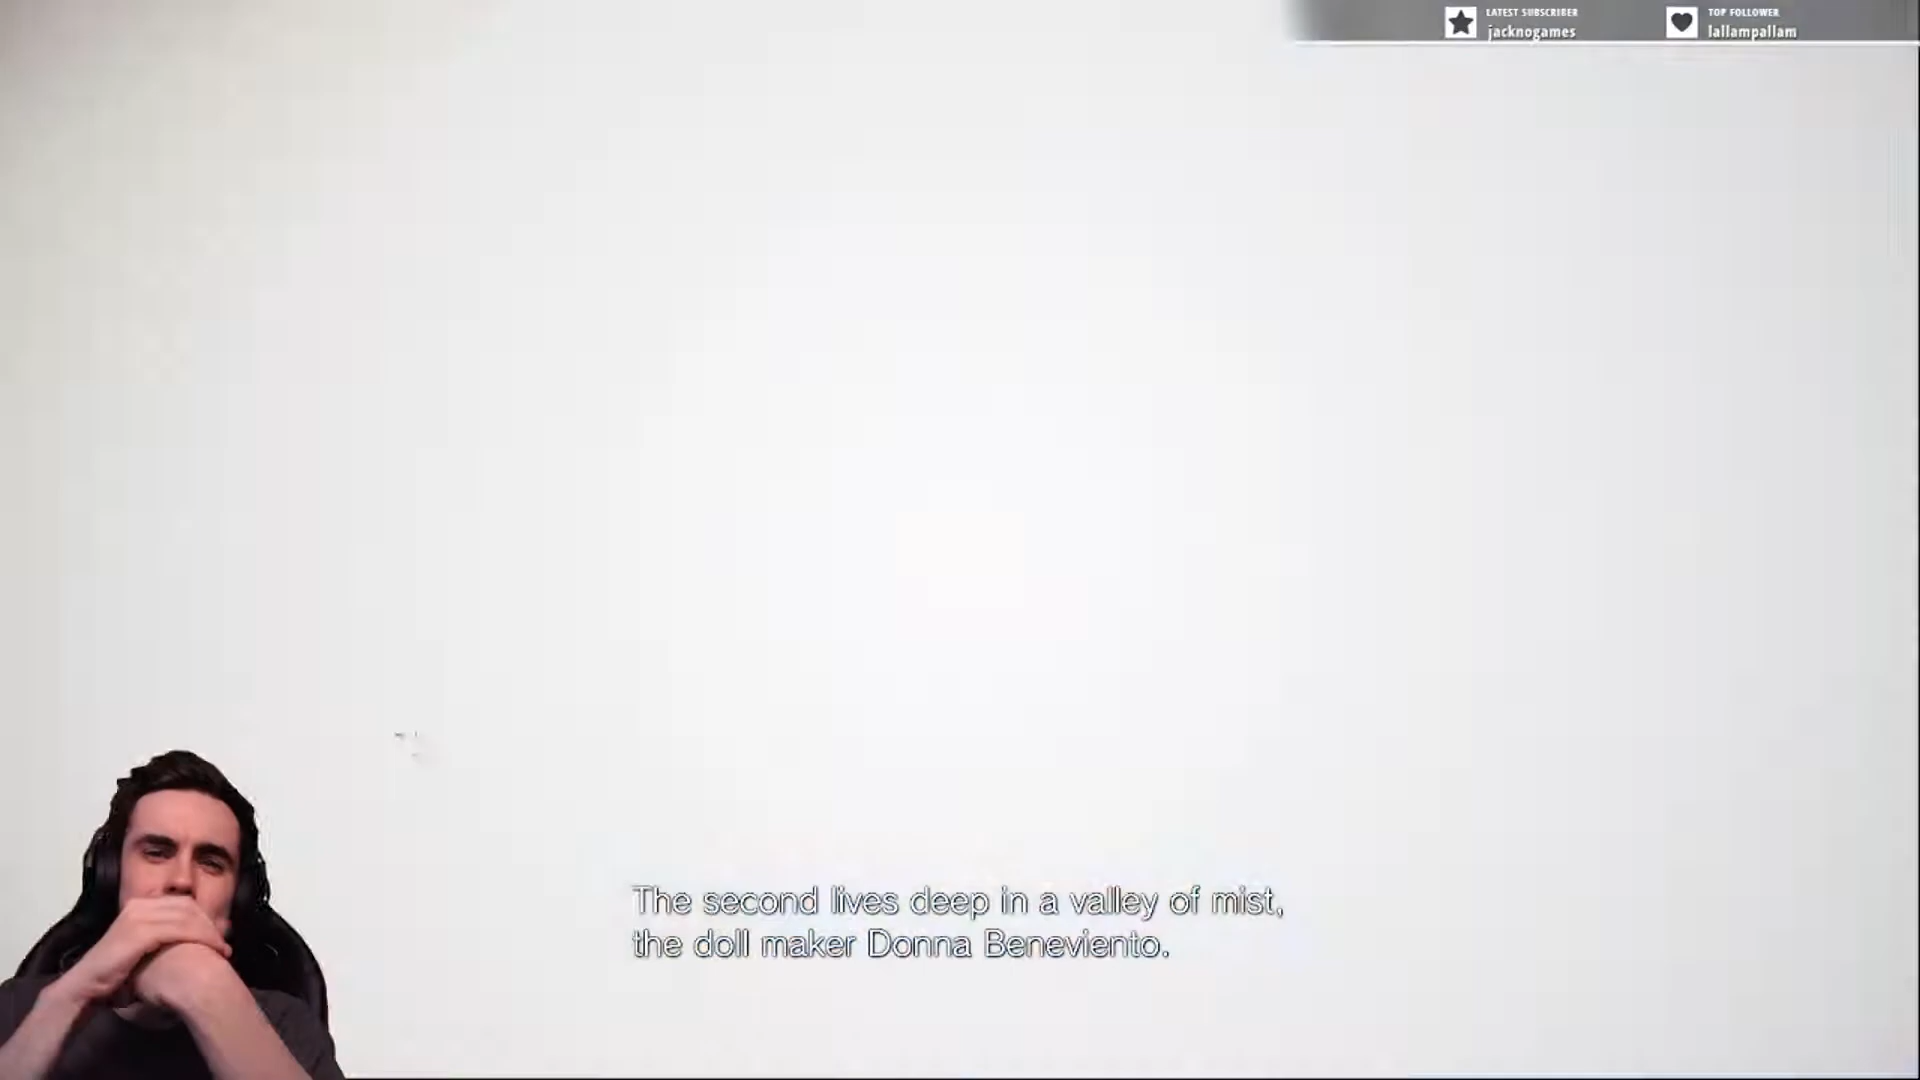 LATEST SUBSCRIBER
jacknogames
TOP FOLLOWER
lallampallam
The second lives deep in a valley of mist,
the doll maker Donna Beneviento.